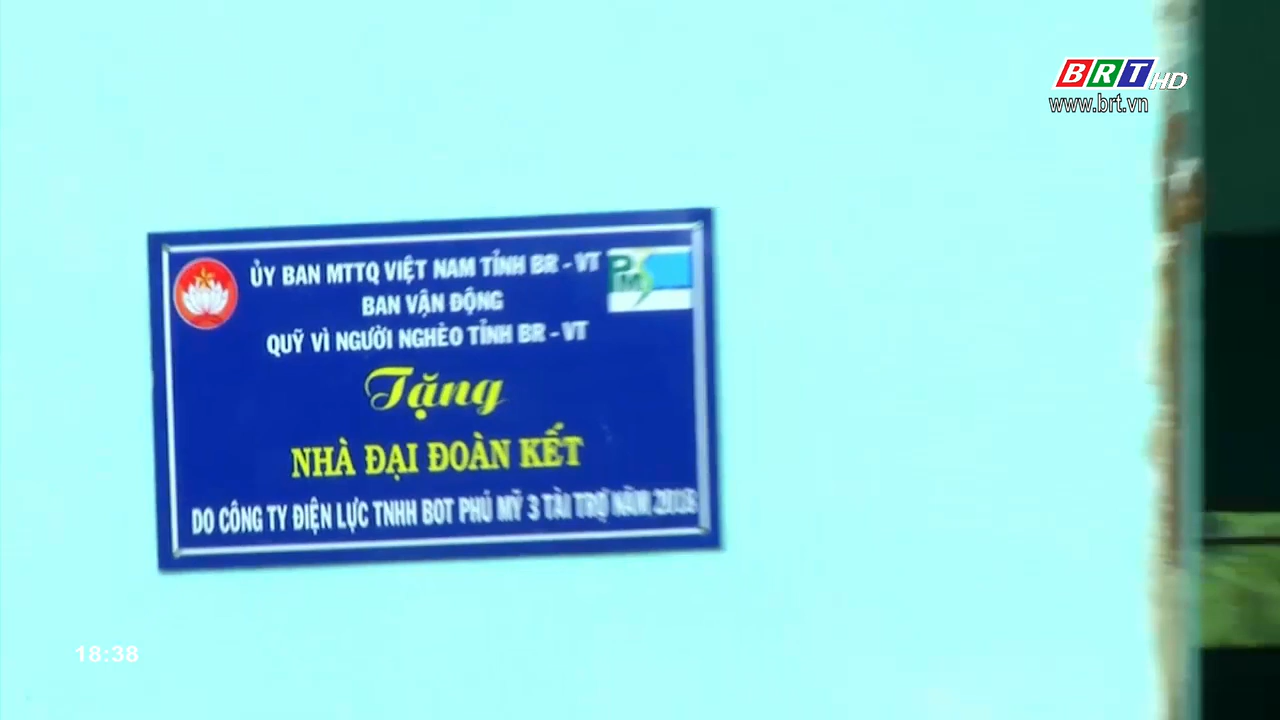 BRT HD
www.brt.vn
ỦY BAN MTTQ VIỆT NAM TỈNH BR - VT
PM3
BAN VẬN ĐỘNG
QUỸ VÌ NGƯỜI NGHÈO TỈNH BR - VT
Tặng
NHÀ ĐẠI ĐOÀN KẾT
DO CÔNG TY ĐIỆN LỰC TNHH BOT PHÚ MỸ 3 TÀI TRỢ NĂM
18:38